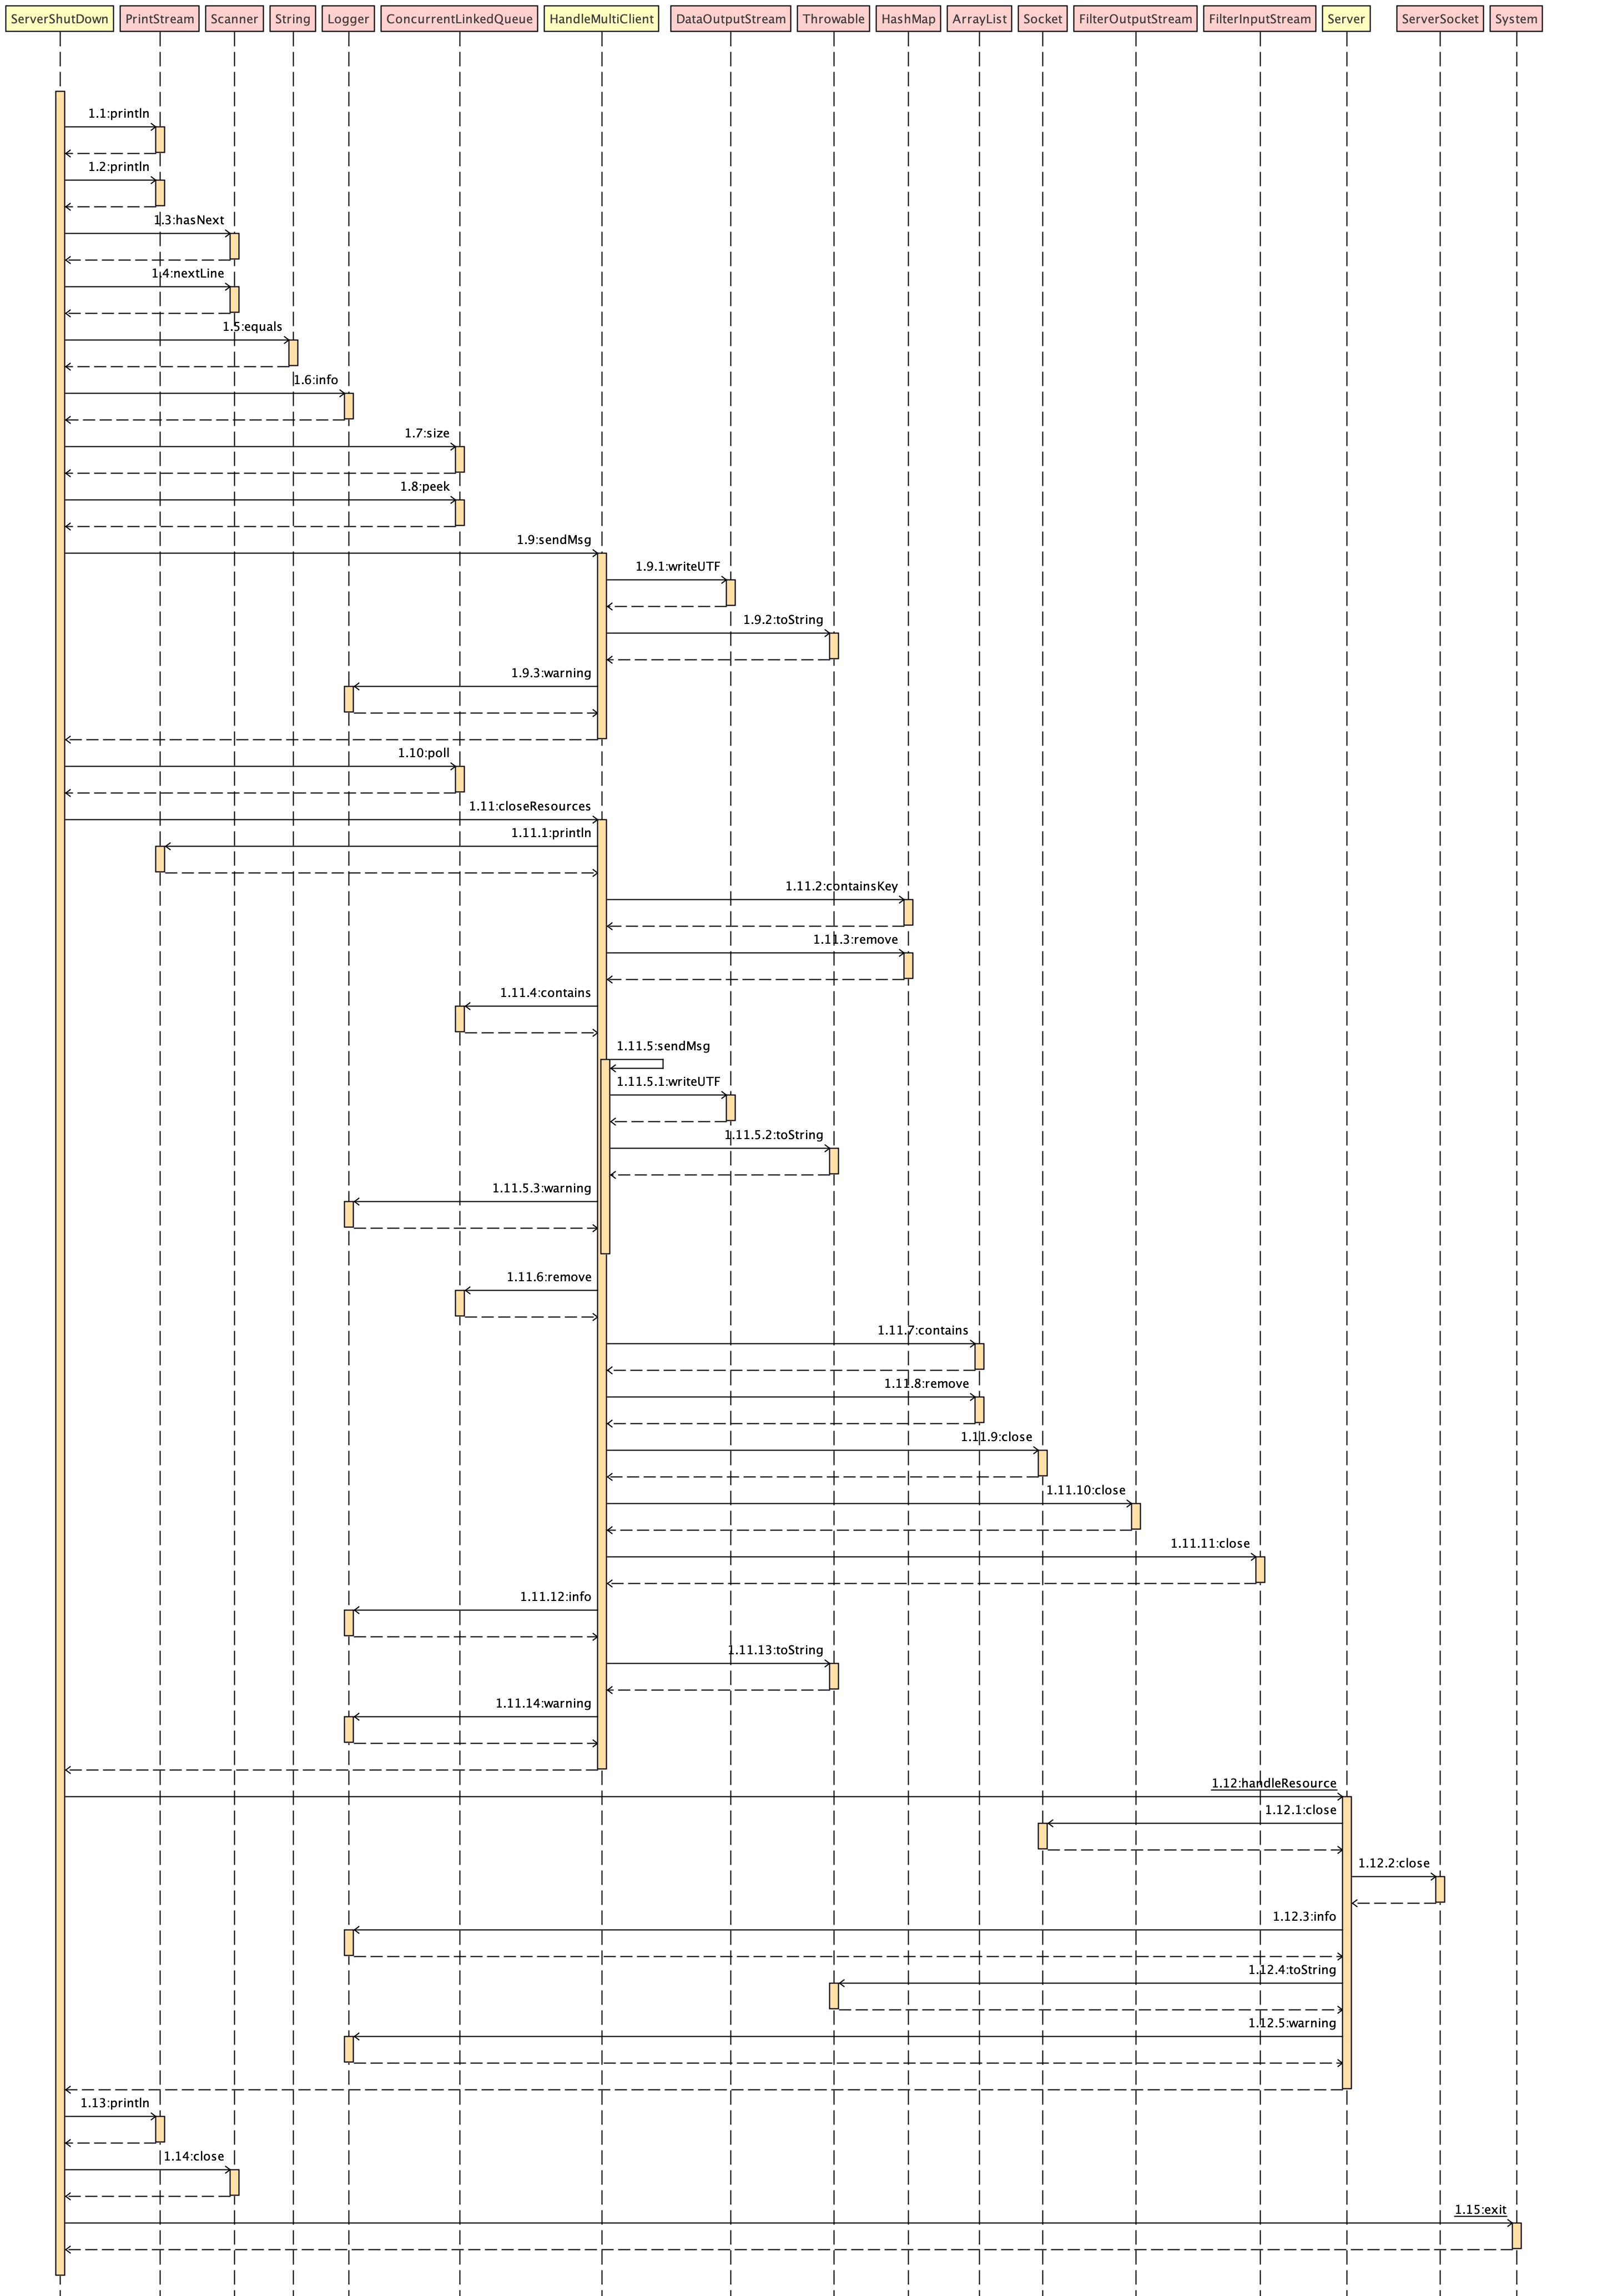 ServerShutDown
PrintStream
Scanner
String
Logger
ConcurrentLinkedQueue
HandleMultiClient
DataOutputStream
Throwable
HashMap
ArrayList
Socket
FilterOutputStream
FilterInputStream
Server
ServerSocket
System
1.1:println
1.2:println
1.3:hasNext
1.4:nextLine
1.5:equals
1.6:info
1.7:size
1.8:peek
1.9:sendMsg
1.9.1:writeUTF
1.9.2:toString
1.9.3:warning
1.10:poll
1.11:closeResources
1.11.1:println
1.11.2:containsKey
1.11.3:remove
1.11.4:contains
1.11.5:sendMsg
1.11.5.1:writeUTF
1.11.5.2:toString
1.11.5.3:warning
1.11.6:remove
1.11.7:contains
1.11.8:remove
1.11.9:close
1.11.10:close
1.11.11:close
1.11.12:info
1.11.13:toString
1.11.14:warning
1.12:handleResource
1.12.1:close
1.12.2:close
1.12.3:info
1.12.4:toString
1.12.5:warning
1.13:println
1.14:close
1.15:exit